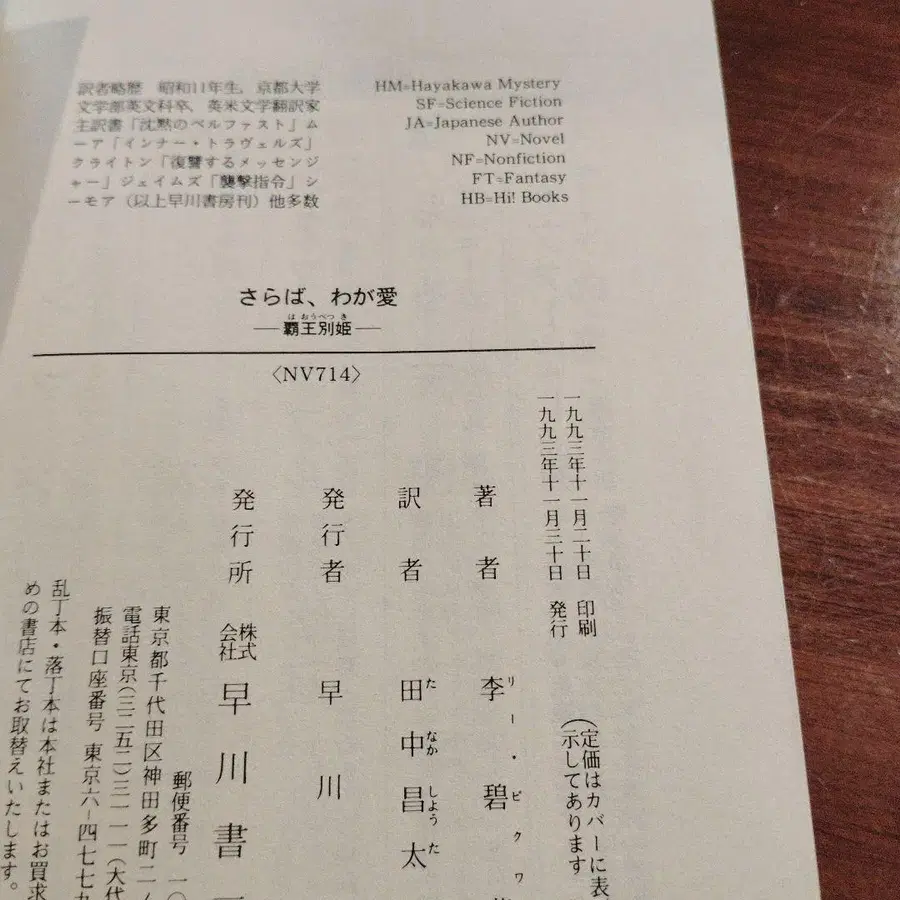 訳者略歴 昭和11年生，京都大学
文学部英文科卒，英米文学翻訳家
主訳書「沈黙のベルファスト」ム
ーア「インナー・トラヴェルズ」
クライトン「復讐するメッセンジ
ャー」ジェイムズ「襲撃指令」シ
ーモア（以上早川書房刊）他多数
HM=Hayakawa Mystery
SF=Science Fiction
JA=Japanese Author
NV=Novel
NF=Nonfiction
FT=Fantasy
HB=Hi! Books
さらば、わが愛
はおうべつき
―覇王別姫―
〈NV714〉
一九九三年十一月二十日 印刷
一九九三年十一月三十日 発行
（定価はカバーに表
示してあります
著者 李碧
リー・ピクワ
訳者 田中昌太
たなかしようた
発行者 早川
発行所 株式会社 早川書
郵便番号 一〇
東京都千代田区神田多町二ノ
電話東京(三二五二)三一一一(大代
振替口座番号 東京六-四七七九
乱丁本・落丁本は本社またはお買求
めの書店にてお取替えいたします。